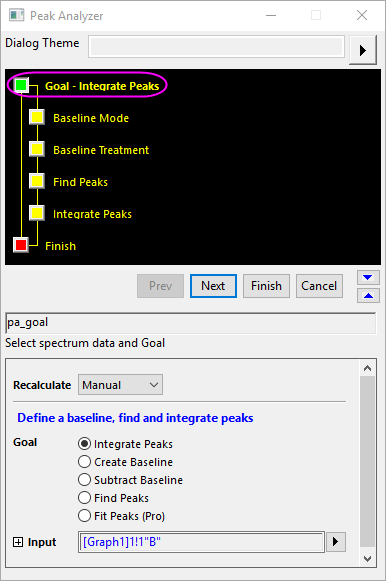 Peak Analyzer
Dialog Theme
Goal - Integrate Peaks
Baseline Mode
Baseline Treatment
Find Peaks
Integrate Peaks
Finish
Prev Next Finish Cancel
pa_goal
Select spectrum data and Goal
Recalculate Manual
Define a baseline, find and integrate peaks
Goal Integrate Peaks
Create Baseline
Subtract Baseline
Find Peaks
Fit Peaks (Pro)
Input [Graph1]1!1"B"